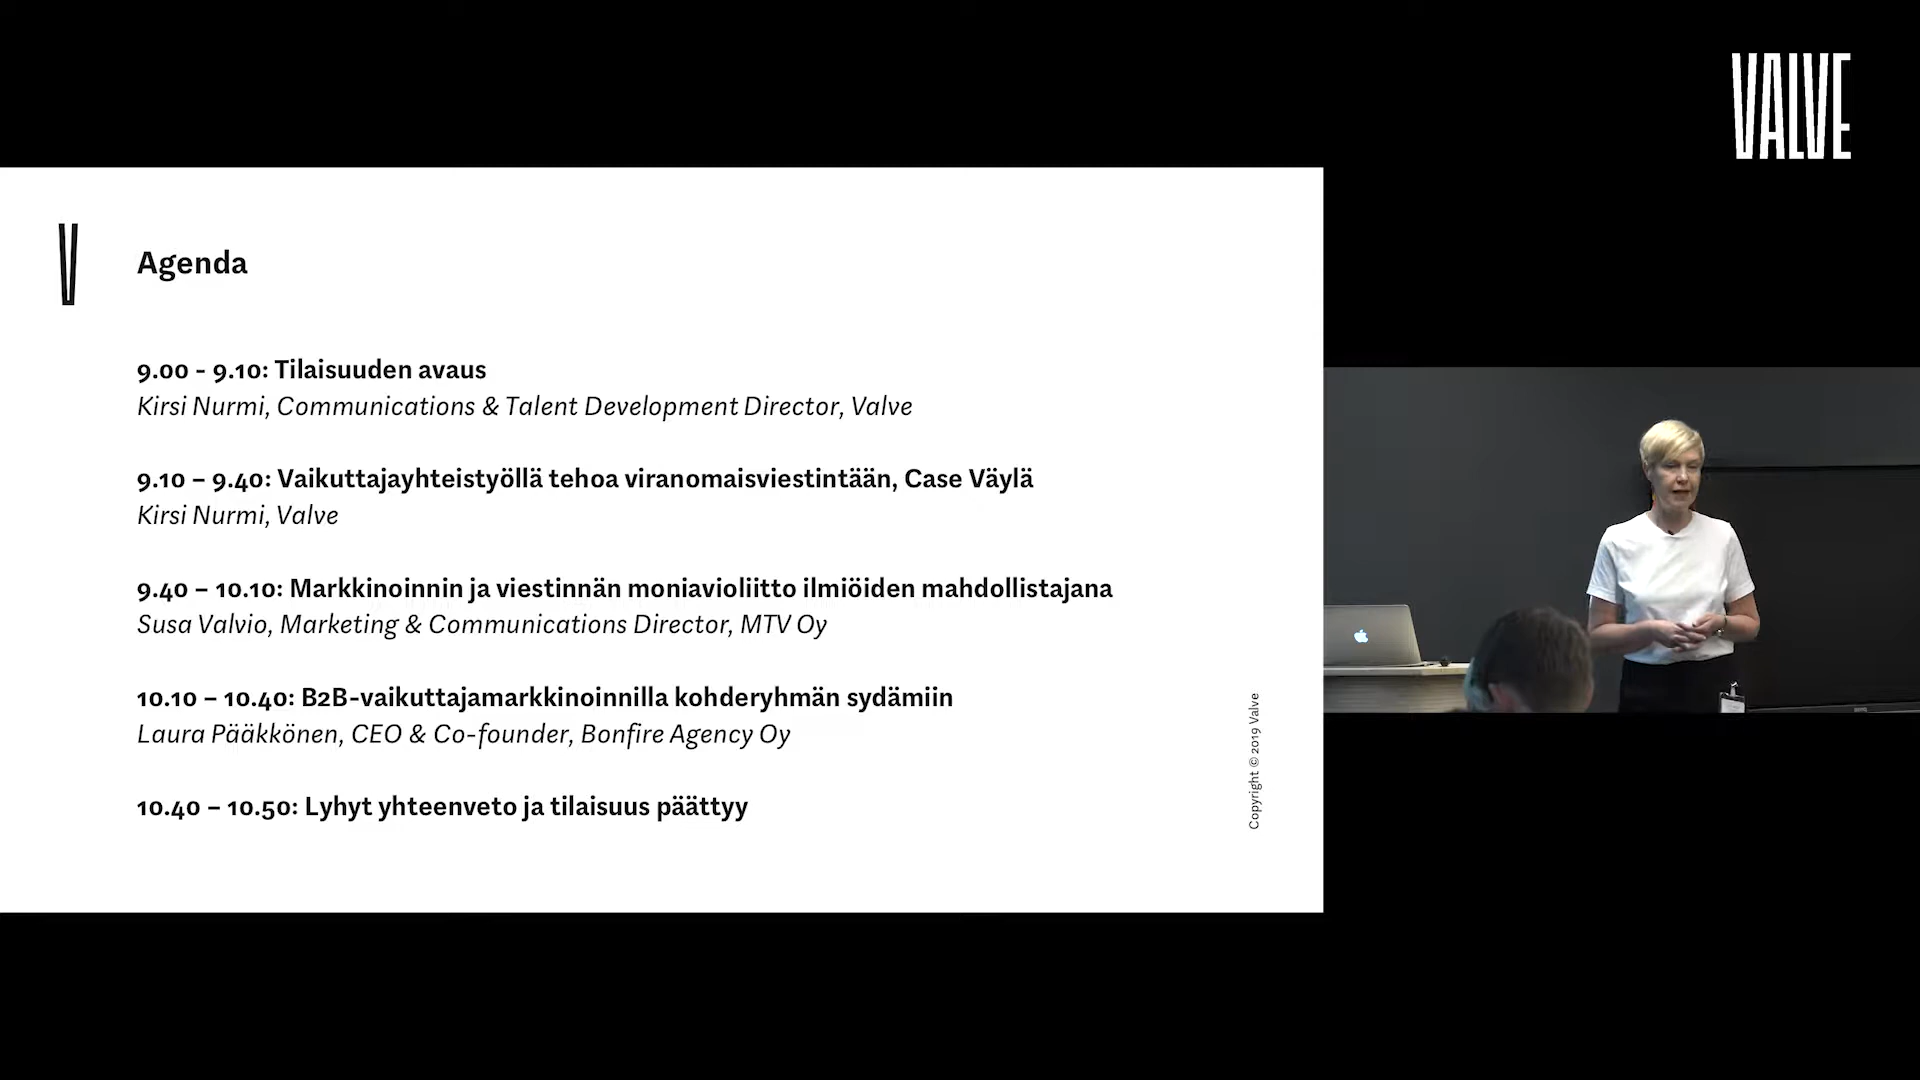 VALVE
V
Agenda
9.00 - 9.10: Tilaisuuden avaus
Kirsi Nurmi, Communications & Talent Development Director, Valve
9.10 – 9.40: Vaikuttajayhteistyöllä tehoa viranomaisviestintään, Case Väylä
Kirsi Nurmi, Valve
9.40 – 10.10: Markkinoinnin ja viestinnän moniavioliitto ilmiöiden mahdollistajana
Susa Valvio, Marketing & Communications Director, MTV Oy
10.10 – 10.40: B2B-vaikuttajamarkkinoinnilla kohderyhmän sydämiin
Laura Pääkkönen, CEO & Co-founder, Bonfire Agency Oy
10.40 – 10.50: Lyhyt yhteenveto ja tilaisuus päättyy
Copyright © 2019 Valve